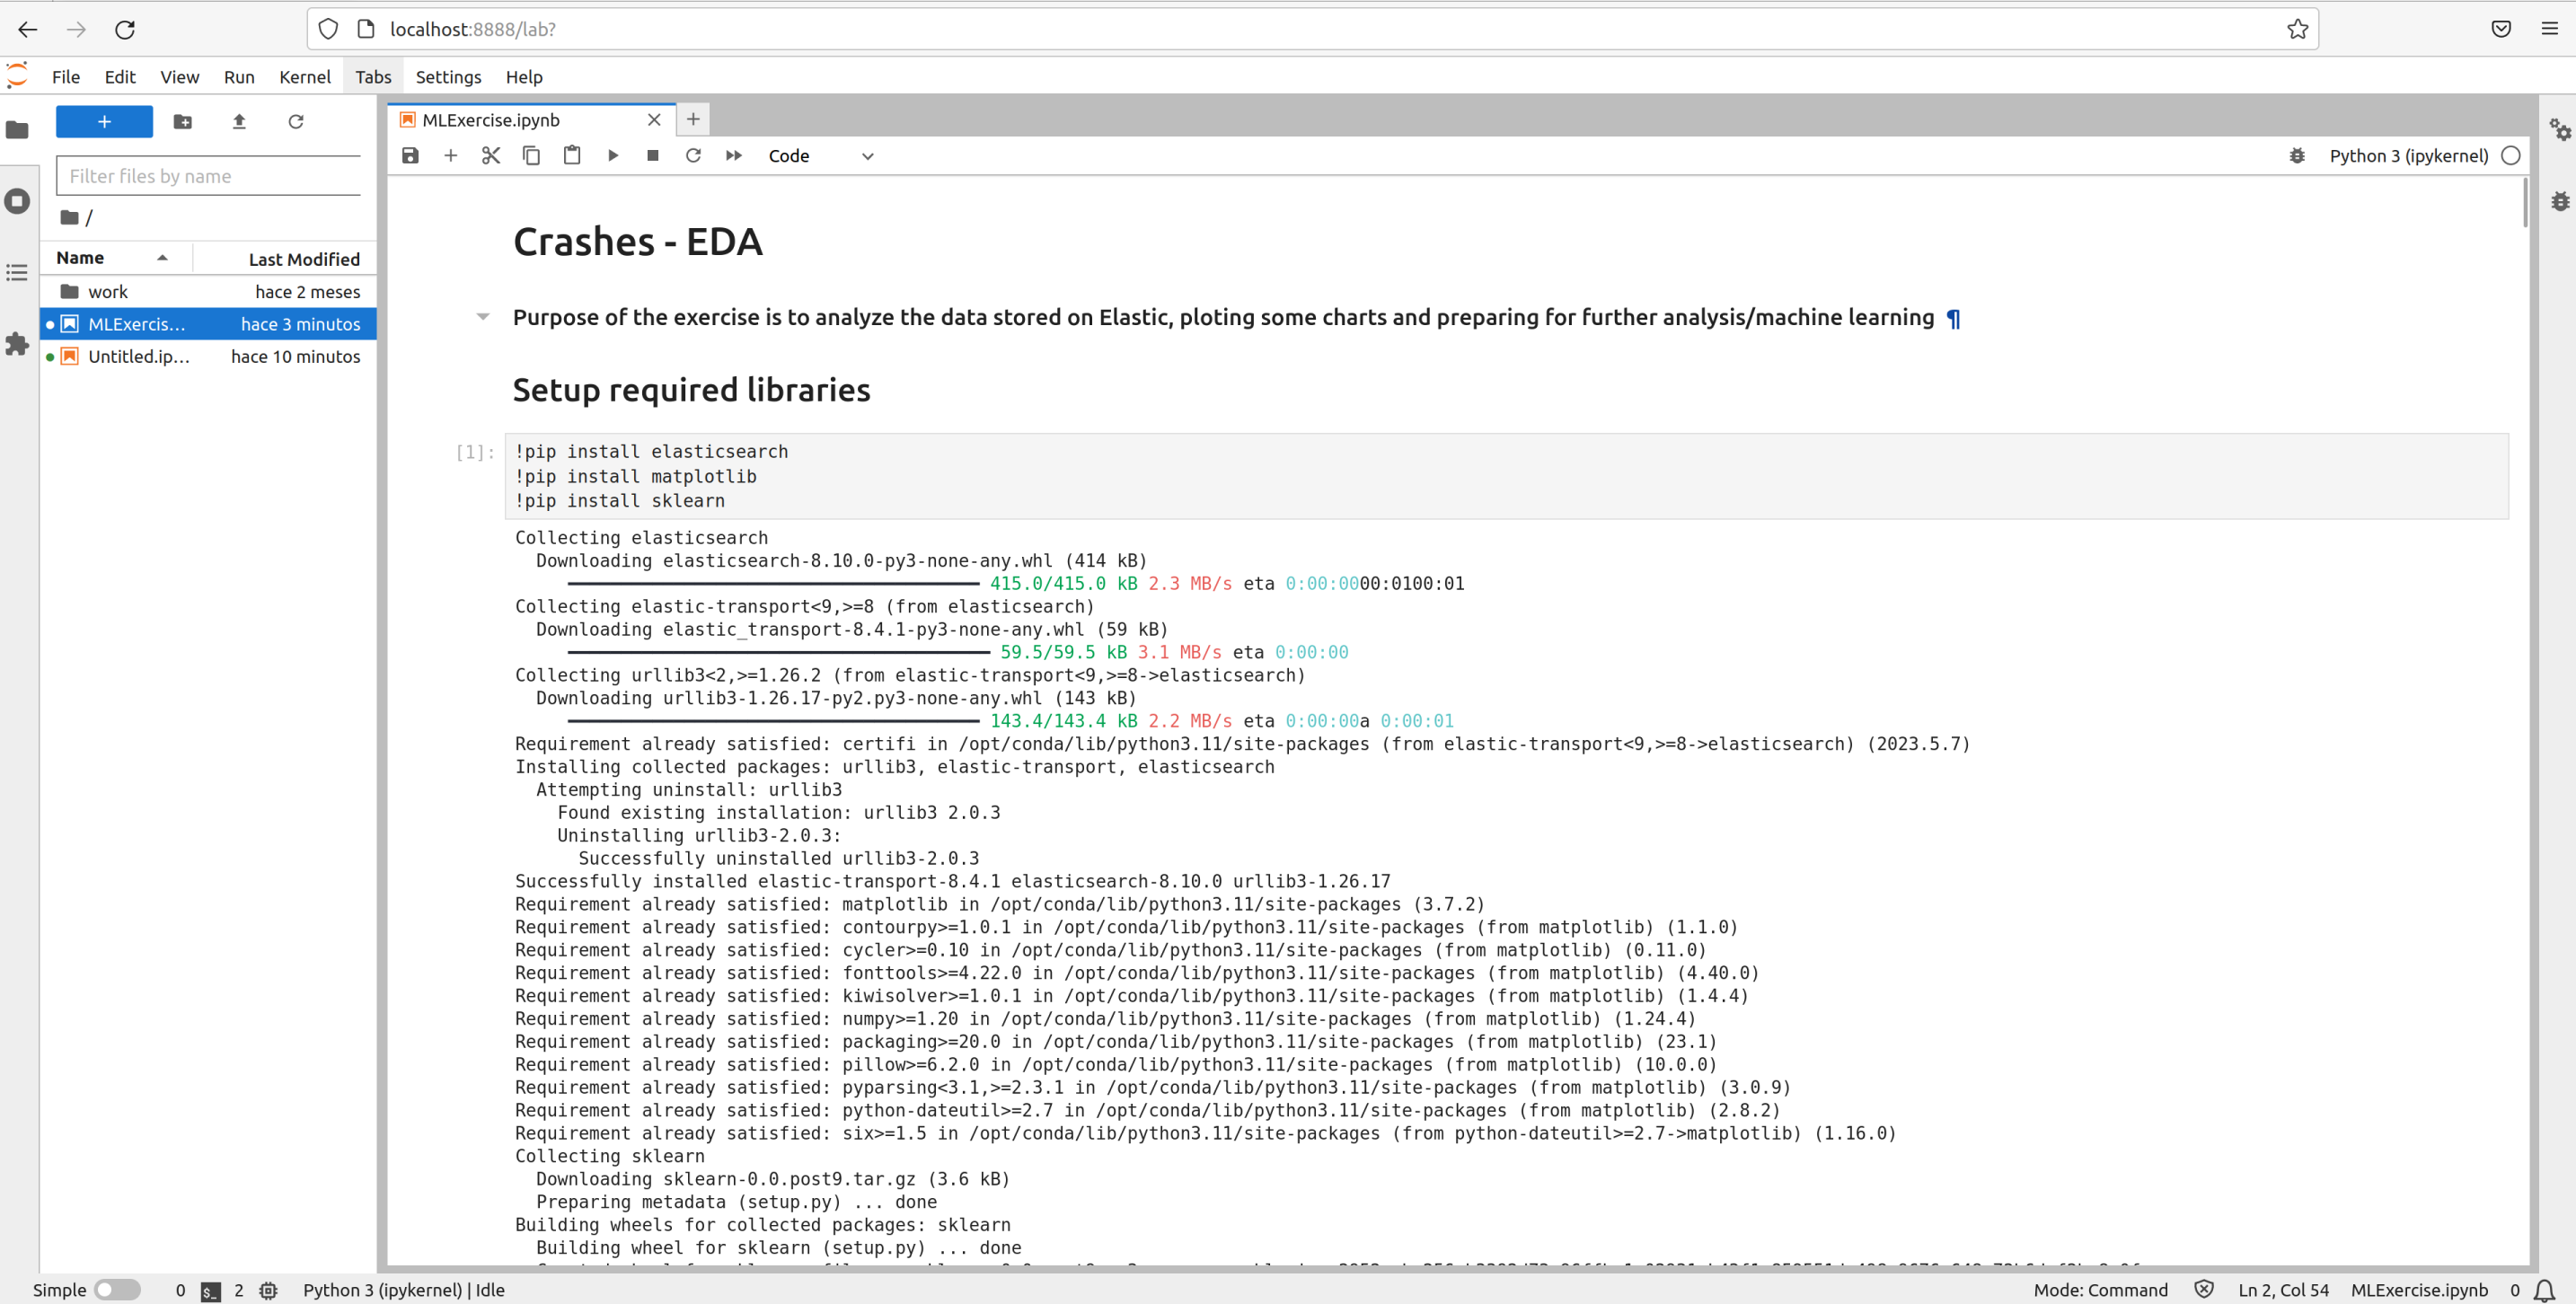 localhost:8888/lab?
File Edit View Run Kernel Tabs Settings Help
MLExercise.ipynb
Code
Python 3 (ipykernel)
Filter files by name
/
Name Last Modified
work hace 2 meses
MLExercis... hace 3 minutos
Untitled.ip... hace 10 minutos
Crashes - EDA
Purpose of the exercise is to analyze the data stored on Elastic, ploting some charts and preparing for further analysis/machine learning ¶
Setup required libraries
[1]: !pip install elasticsearch
!pip install matplotlib
!pip install sklearn
Collecting elasticsearch
Downloading elasticsearch-8.10.0-py3-none-any.whl (414 kB)
415.0/415.0 kB 2.3 MB/s eta 0:00:0000:0100:01
Collecting elastic-transport<9,>=8 (from elasticsearch)
Downloading elastic_transport-8.4.1-py3-none-any.whl (59 kB)
59.5/59.5 kB 3.1 MB/s eta 0:00:00
Collecting urllib3<2,>=1.26.2 (from elastic-transport<9,>=8->elasticsearch)
Downloading urllib3-1.26.17-py2.py3-none-any.whl (143 kB)
143.4/143.4 kB 2.2 MB/s eta 0:00:00a 0:00:01
Requirement already satisfied: certifi in /opt/conda/lib/python3.11/site-packages (from elastic-transport<9,>=8->elasticsearch) (2023.5.7)
Installing collected packages: urllib3, elastic-transport, elasticsearch
Attempting uninstall: urllib3
Found existing installation: urllib3 2.0.3
Uninstalling urllib3-2.0.3:
Successfully uninstalled urllib3-2.0.3
Successfully installed elastic-transport-8.4.1 elasticsearch-8.10.0 urllib3-1.26.17
Requirement already satisfied: matplotlib in /opt/conda/lib/python3.11/site-packages (3.7.2)
Requirement already satisfied: contourpy>=1.0.1 in /opt/conda/lib/python3.11/site-packages (from matplotlib) (1.1.0)
Requirement already satisfied: cycler>=0.10 in /opt/conda/lib/python3.11/site-packages (from matplotlib) (0.11.0)
Requirement already satisfied: fonttools>=4.22.0 in /opt/conda/lib/python3.11/site-packages (from matplotlib) (4.40.0)
Requirement already satisfied: kiwisolver>=1.0.1 in /opt/conda/lib/python3.11/site-packages (from matplotlib) (1.4.4)
Requirement already satisfied: numpy>=1.20 in /opt/conda/lib/python3.11/site-packages (from matplotlib) (1.24.4)
Requirement already satisfied: packaging>=20.0 in /opt/conda/lib/python3.11/site-packages (from matplotlib) (23.1)
Requirement already satisfied: pillow>=6.2.0 in /opt/conda/lib/python3.11/site-packages (from matplotlib) (10.0.0)
Requirement already satisfied: pyparsing<3.1,>=2.3.1 in /opt/conda/lib/python3.11/site-packages (from matplotlib) (3.0.9)
Requirement already satisfied: python-dateutil>=2.7 in /opt/conda/lib/python3.11/site-packages (from matplotlib) (2.8.2)
Requirement already satisfied: six>=1.5 in /opt/conda/lib/python3.11/site-packages (from python-dateutil>=2.7->matplotlib) (1.16.0)
Collecting sklearn
Downloading sklearn-0.0.post9.tar.gz (3.6 kB)
Preparing metadata (setup.py) ... done
Building wheels for collected packages: sklearn
Building wheel for sklearn (setup.py) ... done
Simple 0 $_ 2 Python 3 (ipykernel) | Idle Mode: Command Ln 2, Col 54 MLExercise.ipynb 0